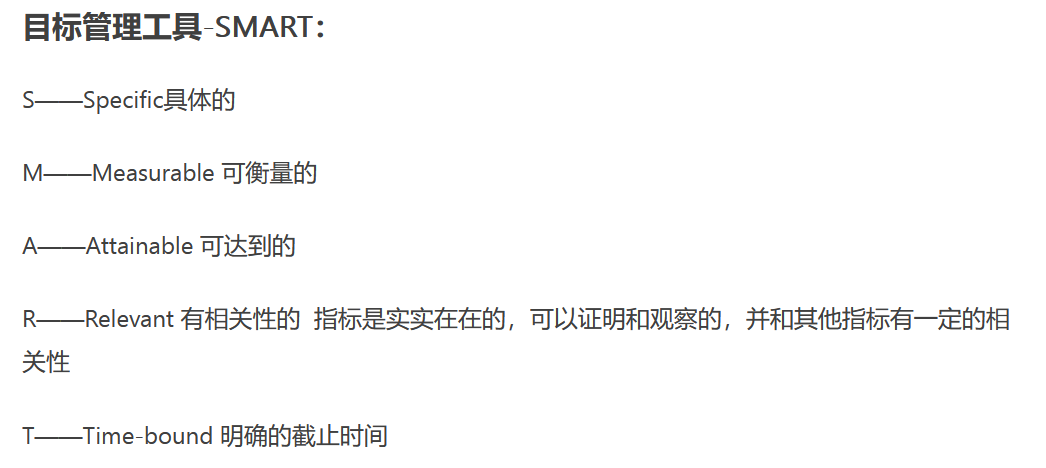 目标管理工具-SMART：
S——Specific具体的
M——Measurable 可衡量的
A——Attainable 可达到的
R——Relevant 有相关性的  指标是实实在在的，可以证明和观察的，并和其他指标有一定的相
关性
T——Time-bound 明确的截止时间